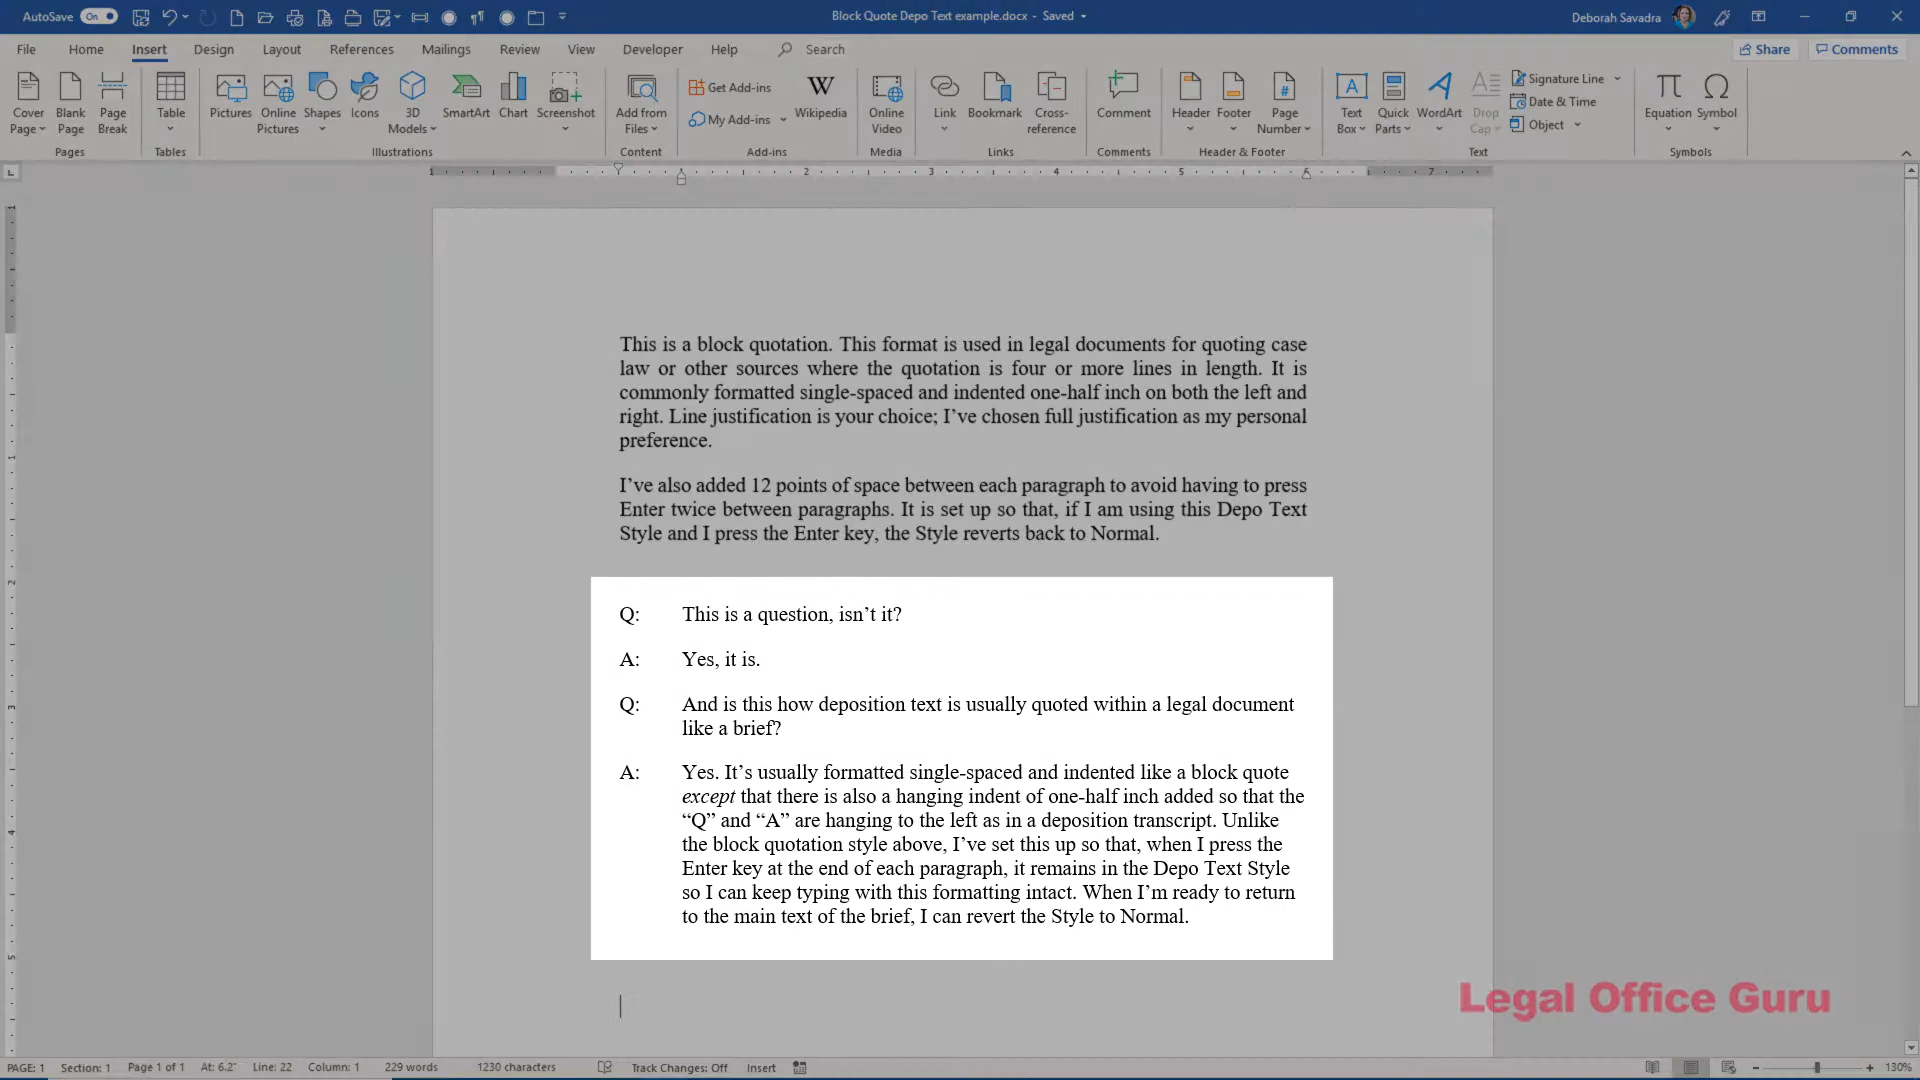 AutoSave On Block Quote Depo Text example.docx - Saved Deborah Savadra
File Home Insert Design Layout References Mailings Review View Developer Help Search Share Comments
Cover Page Blank Page Page Break Table Pictures Online Pictures Shapes Icons 3D Models SmartArt Chart Screenshot Add from Files Get Add-ins My Add-ins Wikipedia Online Video Link Bookmark Cross-reference Comment Header Footer Page Number Text Box Quick Parts WordArt Drop Cap Signature Line Date & Time Object Equation Symbol
Pages Tables Illustrations Content Add-ins Media Links Comments Header & Footer Text Symbols
1 2 3 4 5 6 7
This is a block quotation. This format is used in legal documents for quoting case
law or other sources where the quotation is four or more lines in length. It is
commonly formatted single-spaced and indented one-half inch on both the left and
right. Line justification is your choice; I’ve chosen full justification as my personal
preference.
I’ve also added 12 points of space between each paragraph to avoid having to press
Enter twice between paragraphs. It is set up so that, if I am using this Depo Text
Style and I press the Enter key, the Style reverts back to Normal.
Q: This is a question, isn’t it?
A: Yes, it is.
Q: And is this how deposition text is usually quoted within a legal document
like a brief?
A: Yes. It’s usually formatted single-spaced and indented like a block quote
except that there is also a hanging indent of one-half inch added so that the
“Q” and “A” are hanging to the left as in a deposition transcript. Unlike
the block quotation style above, I’ve set this up so that, when I press the
Enter key at the end of each paragraph, it remains in the Depo Text Style
so I can keep typing with this formatting intact. When I’m ready to return
to the main text of the brief, I can revert the Style to Normal.
Legal Office Guru
PAGE: 1 Section: 1 Page 1 of 1 At: 6.2" Line: 22 Column: 1 229 words 1230 characters Track Changes: Off Insert 130%